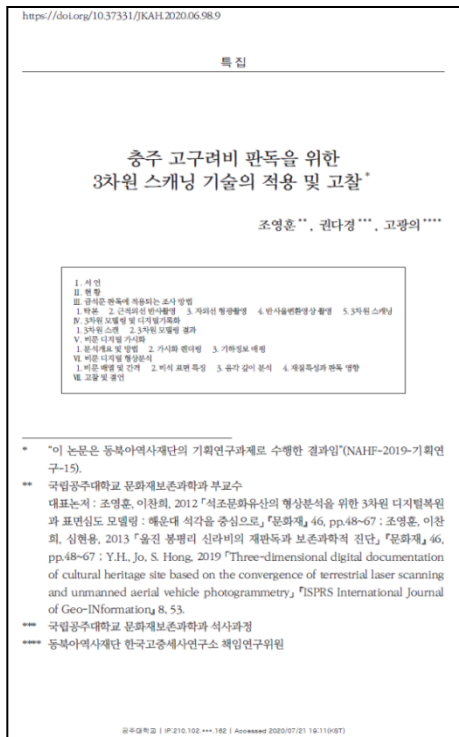 https://doi.org/10.37331/JKAH.2020.06.98.9
특 집
충주 고구려비 판독을 위한
3차원 스캐닝 기술의 적용 및 고찰*
조영훈**, 권다경***, 고광의****
Ⅰ. 서언
Ⅱ. 현황
Ⅲ. 금석문 판독에 적용되는 조사 방법
1. 탁본 2. 근적외선 반사촬영 3. 자외선 형광촬영 4. 반사율변환영상 촬영 5. 3차원 스캐닝
Ⅳ. 3차원 모델링 및 디지털기록화
1. 3차원 스캔 2. 3차원 모델링 결과
Ⅴ. 비문 디지털 가시화
1. 분석개요 및 방법 2. 가시화 렌더링 3. 기하정보 매핑
Ⅵ. 비문 디지털 형상분석
1. 비문 배열 및 간격 2. 비석 표면 특징 3. 음각 깊이 분석 4. 재질특성과 판독 영향
Ⅶ. 고찰 및 결언
* "이 논문은 동북아역사재단의 기획연구과제로 수행한 결과임"(NAHF-2019-기획연
구-15).
** 국립공주대학교 문화재보존과학과 부교수
대표논저 : 조영훈, 이찬희, 2012 「석조문화유산의 형상분석을 위한 3차원 디지털복원
과 표면심도 모델링 : 해운대 석각을 중심으로」 『문화재』 46, pp.48~67 ; 조영훈, 이찬
희, 심현용, 2013 「울진 봉평리 신라비의 재판독과 보존과학적 진단」 『문화재』 46,
pp.48~67 ; Y.H., Jo, S. Hong, 2019 「Three-dimensional digital documentation
of cultural heritage site based on the convergence of terrestrial laser scanning
and unmanned aerial vehicle photogrammetry」 『ISPRS International Journal
of Geo-INformation』 8, 53.
*** 국립공주대학교 문화재보존과학과 석사과정
**** 동북아역사재단 한국고중세사연구소 책임연구위원
공주대학교 | IP:210.102.***.162 | Accessed 2020/07/21 19:11(KST)